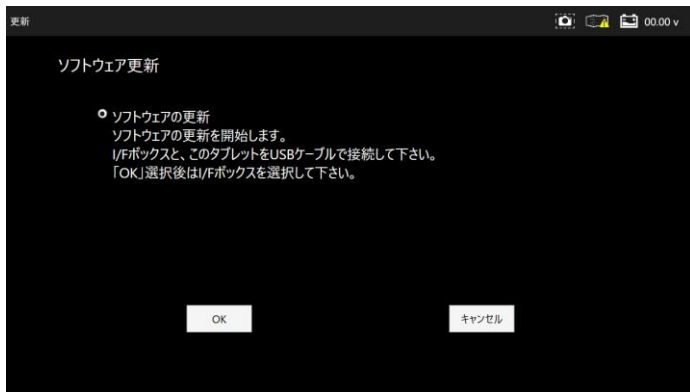 更新
00.00 v
ソフトウェア更新
ソフトウェアの更新
ソフトウェアの更新を開始します。
I/Fボックスと、このタブレットをUSBケーブルで接続して下さい。
「OK」選択後はI/Fボックスを選択して下さい。
OK
キャンセル